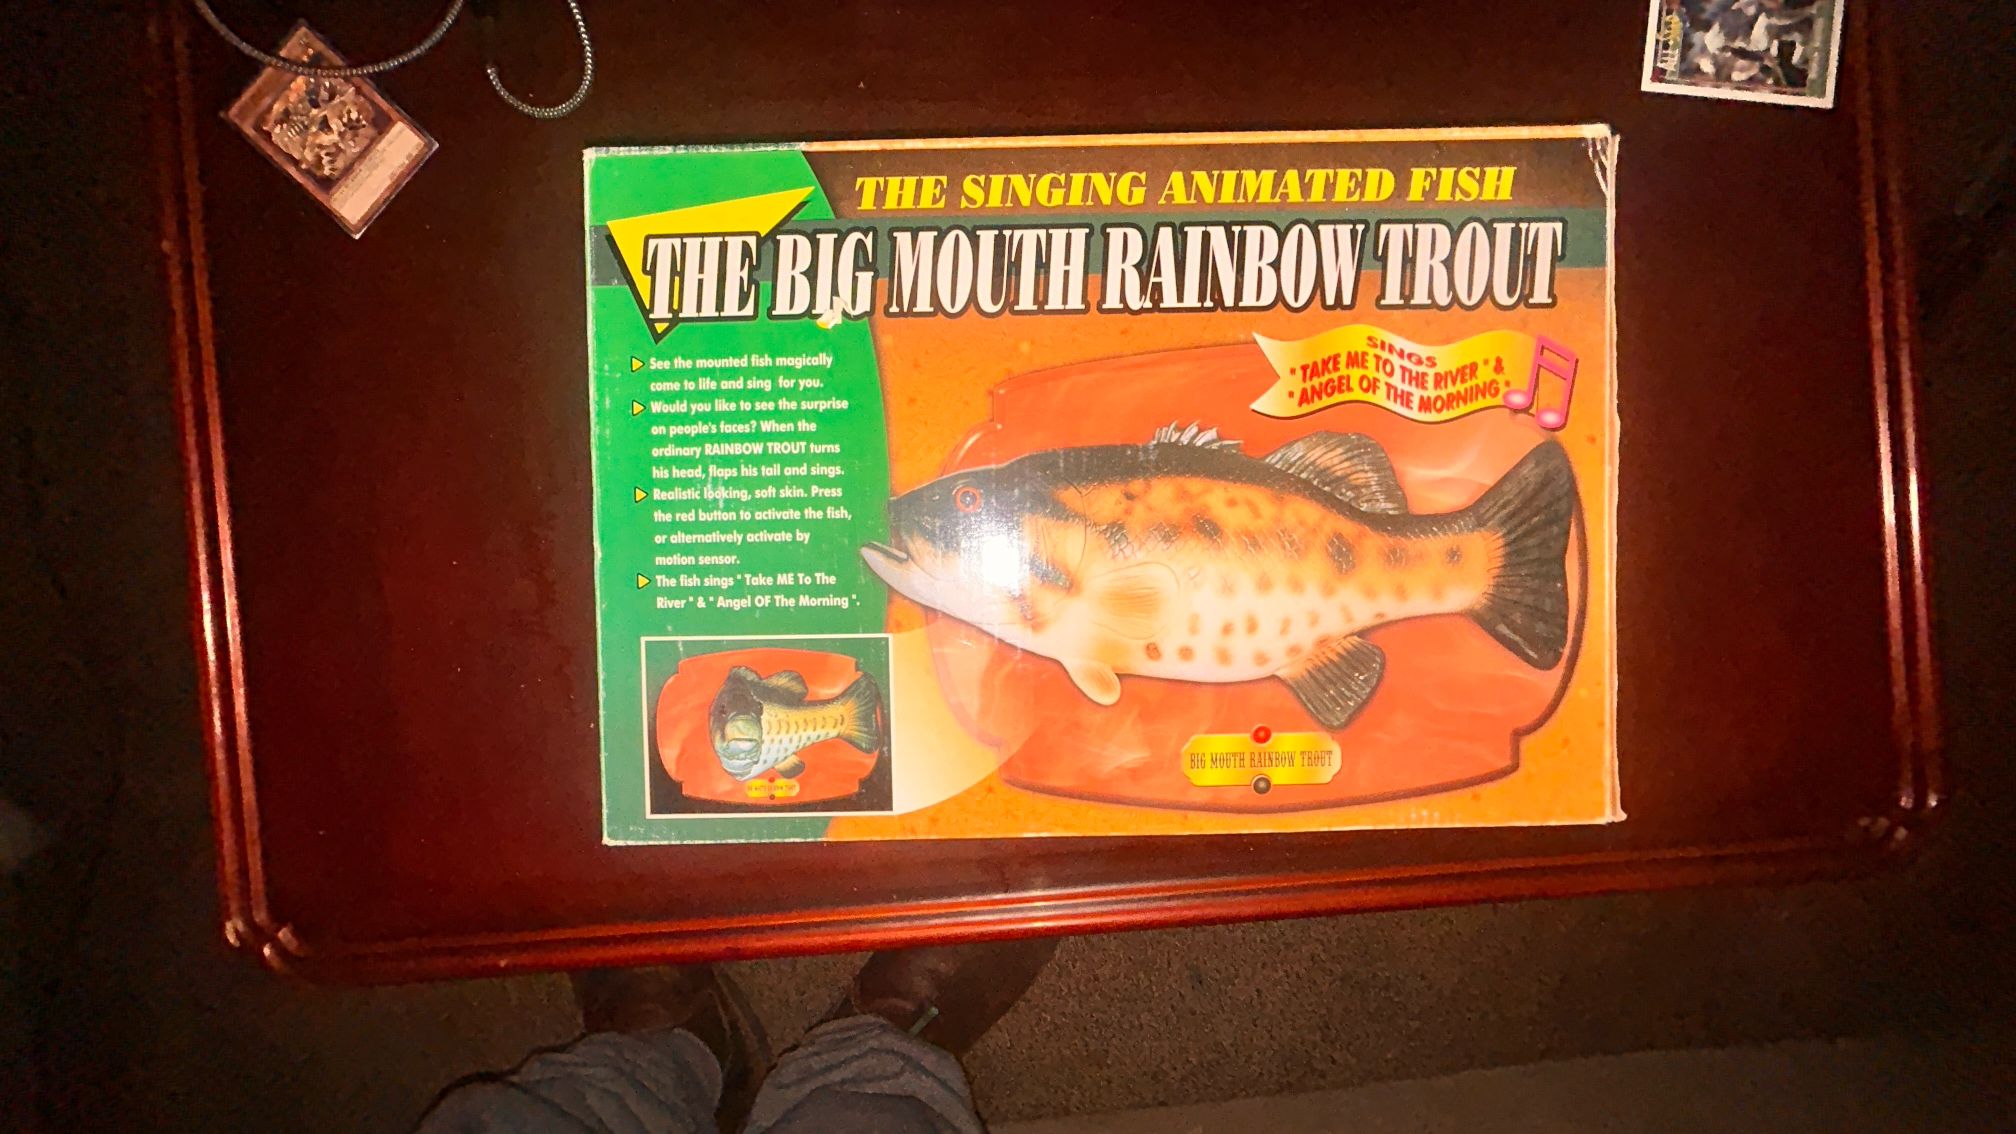 ALL-STAR
THE SINGING ANIMATED FISH
THE BIG MOUTH RAINBOW TROUT
SINGS
"TAKE ME TO THE RIVER" &
"ANGEL OF THE MORNING"
See the mounted fish magically
come to life and sing for you.
Would you like to see the surprise
on people's faces? When the
ordinary RAINBOW TROUT turns
his head, flaps his tail and sings.
Realistic looking, soft skin. Press
the red button to activate the fish,
or alternatively activate by
motion sensor.
The fish sings " Take ME To The
River " & " Angel OF The Morning ".
BIG MOUTH RAINBOW TROUT